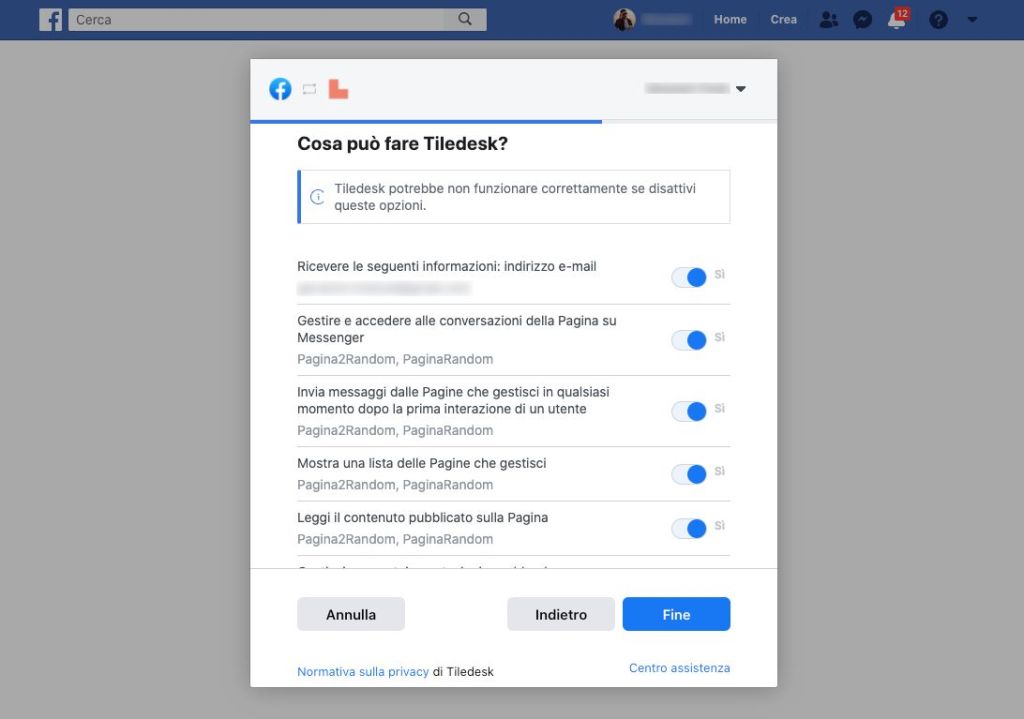 Cerca
Home
Crea
12
Cosa può fare Tiledesk?
Tiledesk potrebbe non funzionare correttamente se disattivi
queste opzioni.
Ricevere le seguenti informazioni: indirizzo e-mail
Sì
Gestire e accedere alle conversazioni della Pagina su
Messenger
Sì
Pagina2Random, PaginaRandom
Invia messaggi dalle Pagine che gestisci in qualsiasi
momento dopo la prima interazione di un utente
Sì
Pagina2Random, PaginaRandom
Mostra una lista delle Pagine che gestisci
Sì
Pagina2Random, PaginaRandom
Leggi il contenuto pubblicato sulla Pagina
Sì
Pagina2Random, PaginaRandom
Annulla
Indietro
Fine
Normativa sulla privacy di Tiledesk
Centro assistenza